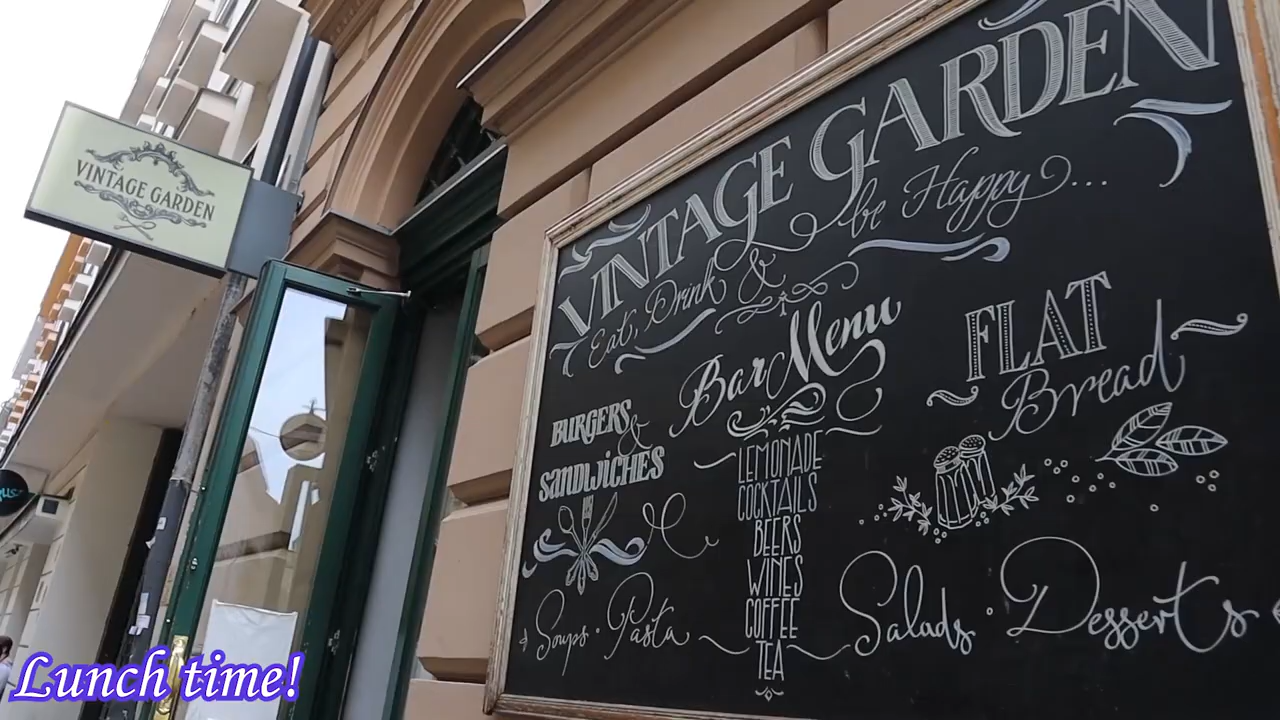 VINTAGE GARDEN
VINTAGE GARDEN
Eat, Drink & be Happy...
Bar Menu
LEMONADE
COCKTAILS
BEERS
WINES
COFFEE
TEA
BURGERS &
SANDWICHES
FLAT
Bread
Soups · Pasta
Salads · Desserts
Lunch time!